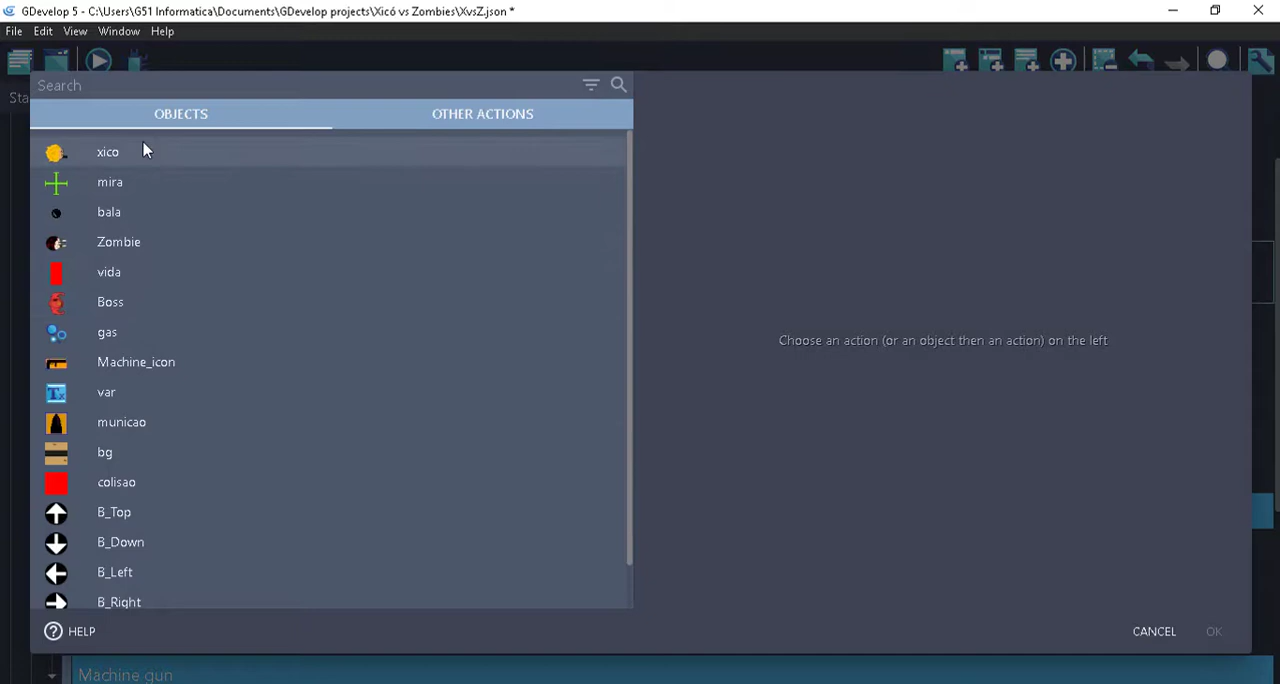 GDevelop 5 - C:\Users\G51 Informatica\Documents\GDevelop projects\Xicó vs Zombies\XvsZ.json *
File Edit View Window Help
Sta
Search
OBJECTS OTHER ACTIONS
xico
mira
bala
Zombie
vida
Boss
gas
Machine_icon
Tx var
municao
bg
colisao
B_Top
B_Down
B_Left
B_Right
Choose an action (or an object then an action) on the left
? HELP
CANCEL OK
Machine gun